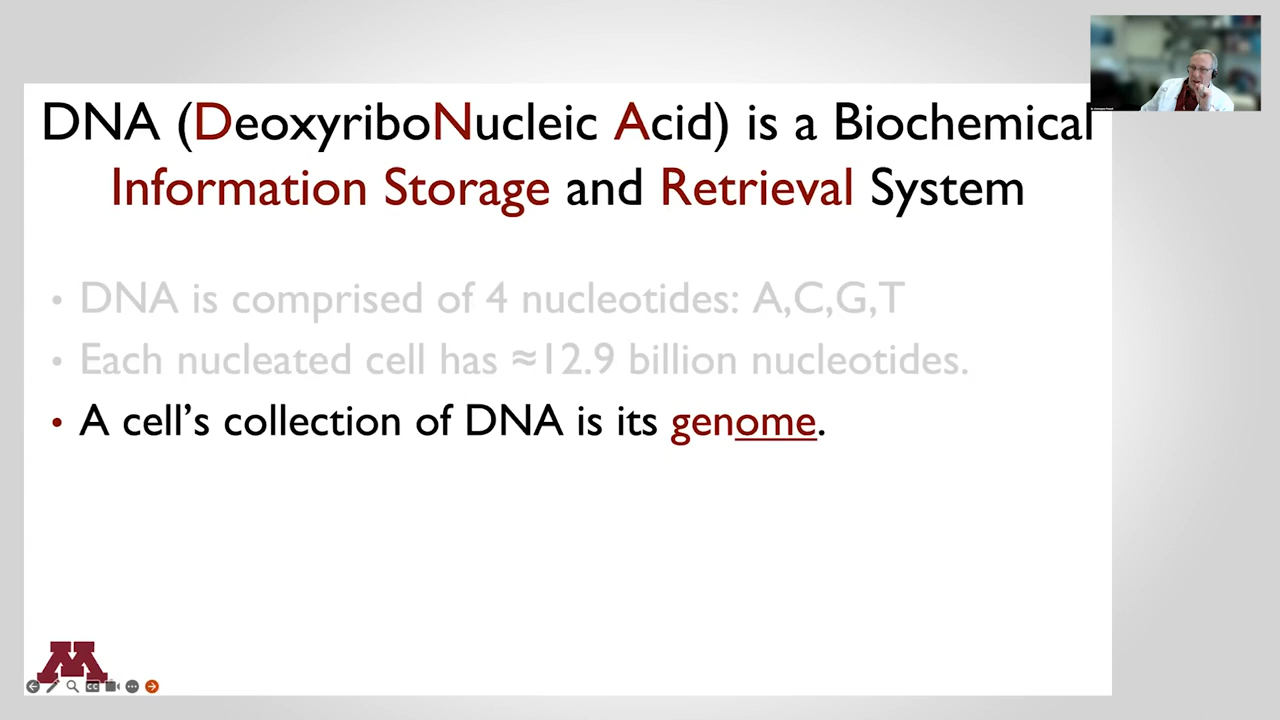 DNA (DeoxyriboNucleic Acid) is a Biochemical
Information Storage and Retrieval System
• DNA is comprised of 4 nucleotides: A,C,G,T
• Each nucleated cell has ≈12.9 billion nucleotides.
• A cell’s collection of DNA is its genome.
M
CC